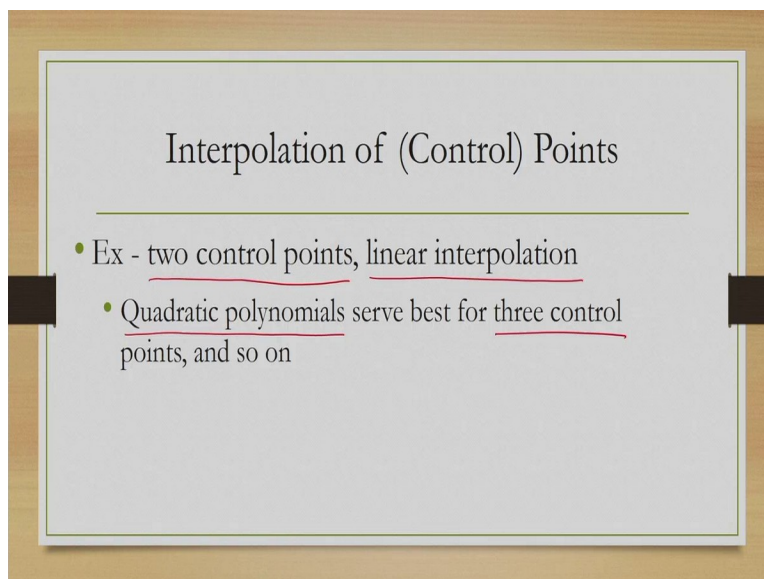 Interpolation of (Control) Points
• Ex - two control points, linear interpolation
• Quadratic polynomials serve best for three control
points, and so on